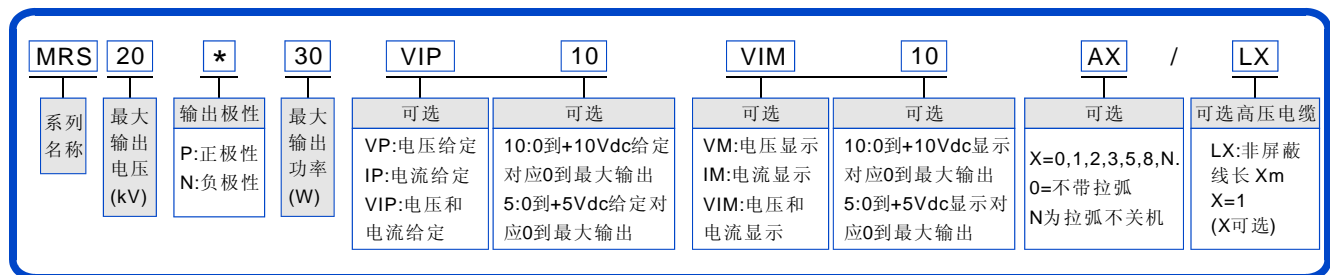 MRS 20 * 30 VIP 10 VIM 10 AX / LX
系列
名称
最大
输出
电压
(kV)
输出极性
P:正极性
N:负极性
最大
输出
功率
(W)
可选
VP:电压给定
IP:电流给定
VIP:电压和
电流给定
可选
10:0到+10Vdc给定
对应0到最大输出
5:0到+5Vdc给定对
应0到最大输出
可选
VM:电压显示
IM:电流显示
VIM:电压和
电流显示
可选
10:0到+10Vdc显示
对应0到最大输出
5:0到+5Vdc显示对
应0到最大输出
可选
X=0,1,2,3,5,8,N.
0=不带拉弧
N为拉弧不关机
可选高压电缆
LX:非屏蔽
线长 Xm
X=1
(X可选)